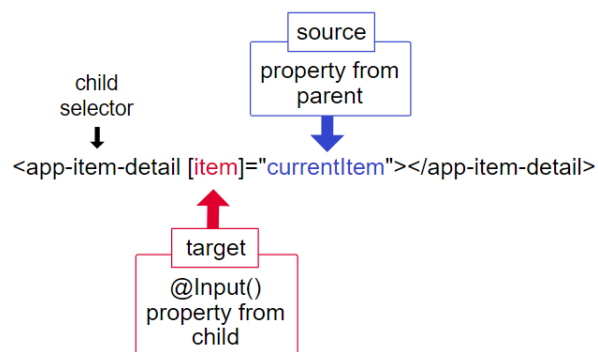 source
property from
parent
child
selector
<app-item-detail [item]="currentItem"></app-item-detail>
target
@Input()
property from
child